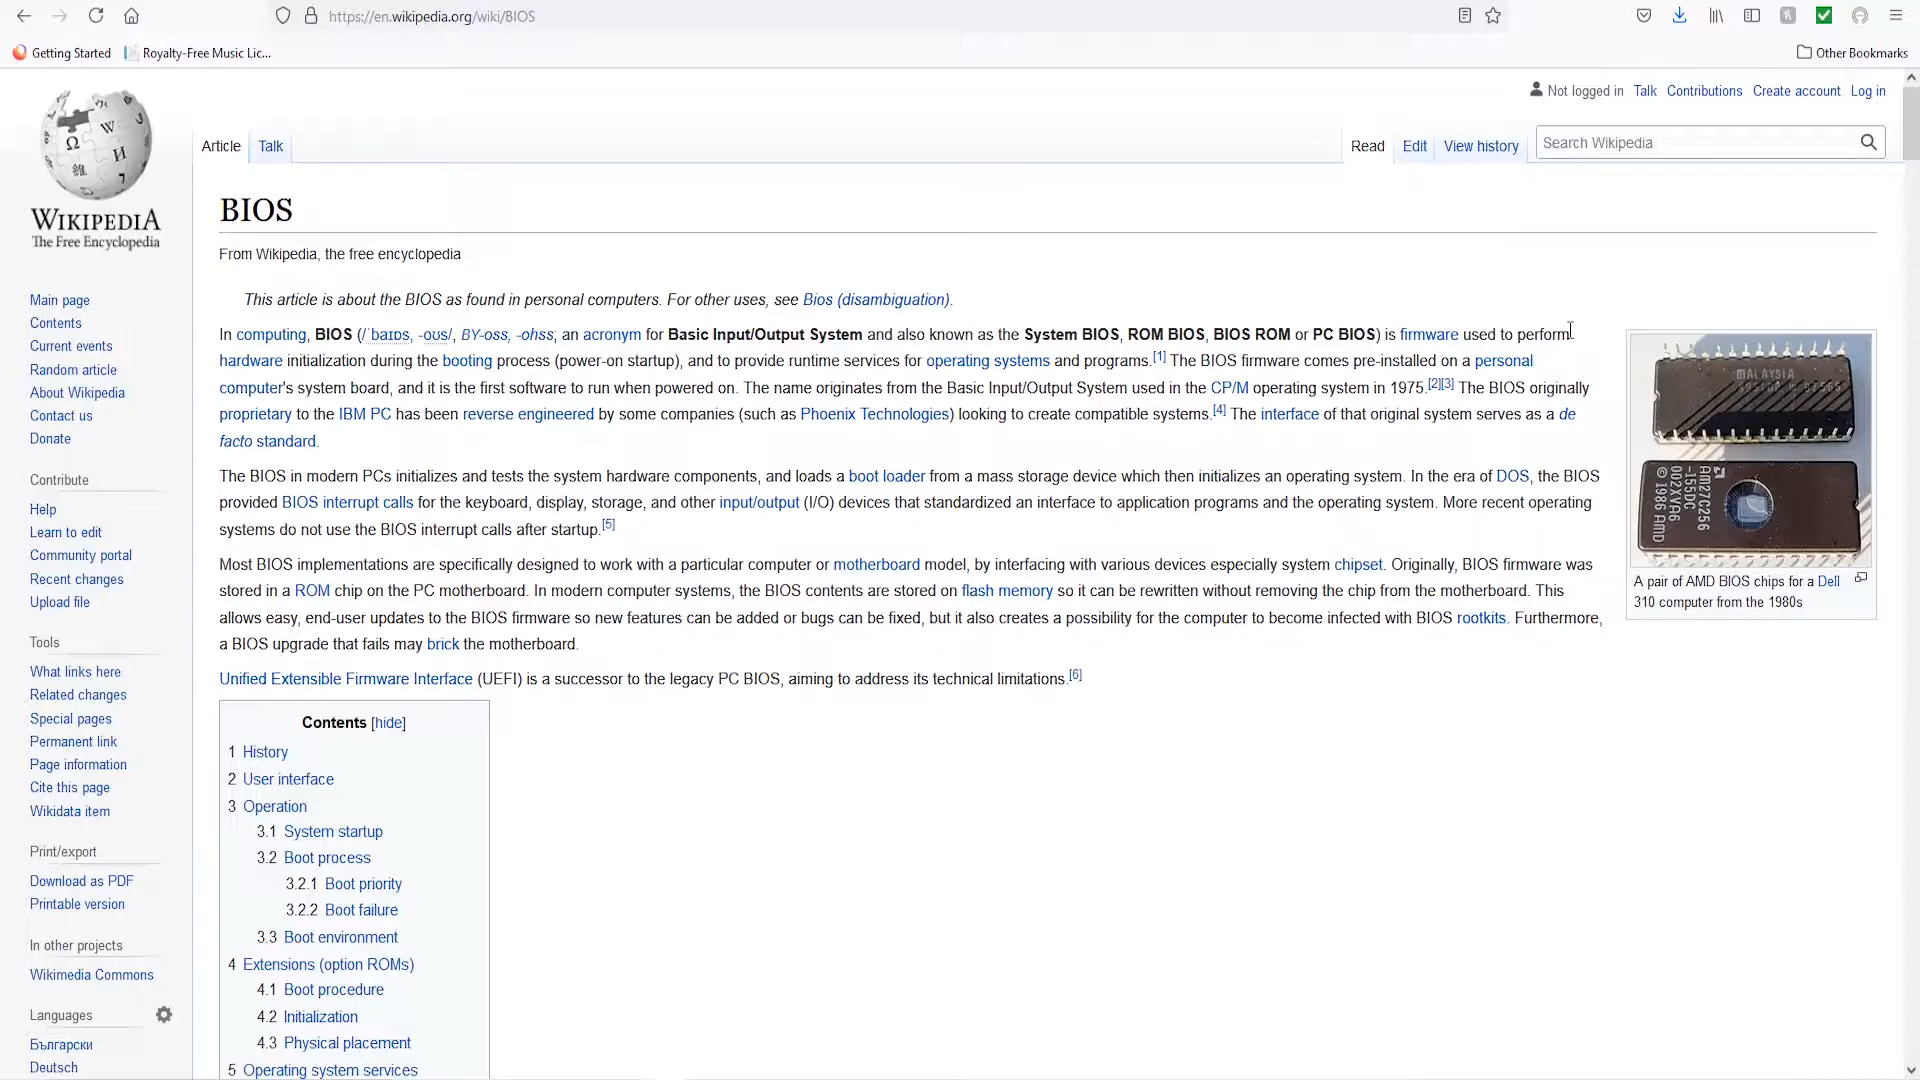 https://en.wikipedia.org/wiki/BIOS
Getting Started
Royalty-Free Music Lic...
Other Bookmarks
Not logged in Talk Contributions Create account Log in
Article Talk
Read Edit View history
Search Wikipedia
WIKIPEDIA
The Free Encyclopedia
Main page
Contents
Current events
Random article
About Wikipedia
Contact us
Donate
Contribute
Help
Learn to edit
Community portal
Recent changes
Upload file
Tools
What links here
Related changes
Special pages
Permanent link
Page information
Cite this page
Wikidata item
Print/export
Download as PDF
Printable version
In other projects
Wikimedia Commons
Languages
Български
Deutsch
BIOS
From Wikipedia, the free encyclopedia
This article is about the BIOS as found in personal computers. For other uses, see Bios (disambiguation).
In computing, BIOS (/ˈbaɪɒs, -oʊs/, BY-oss, -ohss; an acronym for Basic Input/Output System and also known as the System BIOS, ROM BIOS, BIOS ROM or PC BIOS) is firmware used to perform
hardware initialization during the booting process (power-on startup), and to provide runtime services for operating systems and programs.[1] The BIOS firmware comes pre-installed on a personal
computer's system board, and it is the first software to run when powered on. The name originates from the Basic Input/Output System used in the CP/M operating system in 1975.[2][3] The BIOS originally
proprietary to the IBM PC has been reverse engineered by some companies (such as Phoenix Technologies) looking to create compatible systems.[4] The interface of that original system serves as a de
facto standard.
The BIOS in modern PCs initializes and tests the system hardware components, and loads a boot loader from a mass storage device which then initializes an operating system. In the era of DOS, the BIOS
provided BIOS interrupt calls for the keyboard, display, storage, and other input/output (I/O) devices that standardized an interface to application programs and the operating system. More recent operating
systems do not use the BIOS interrupt calls after startup.[5]
Most BIOS implementations are specifically designed to work with a particular computer or motherboard model, by interfacing with various devices especially system chipset. Originally, BIOS firmware was
stored in a ROM chip on the PC motherboard. In modern computer systems, the BIOS contents are stored on flash memory so it can be rewritten without removing the chip from the motherboard. This
allows easy, end-user updates to the BIOS firmware so new features can be added or bugs can be fixed, but it also creates a possibility for the computer to become infected with BIOS rootkits. Furthermore,
a BIOS upgrade that fails may brick the motherboard.
Unified Extensible Firmware Interface (UEFI) is a successor to the legacy PC BIOS, aiming to address its technical limitations.[6]
MALAYSIA
AM27C256
-155DC
002XVA6
© 1986 AMD
A pair of AMD BIOS chips for a Dell
310 computer from the 1980s
Contents [hide]
1 History
2 User interface
3 Operation
3.1 System startup
3.2 Boot process
3.2.1 Boot priority
3.2.2 Boot failure
3.3 Boot environment
4 Extensions (option ROMs)
4.1 Boot procedure
4.2 Initialization
4.3 Physical placement
5 Operating system services